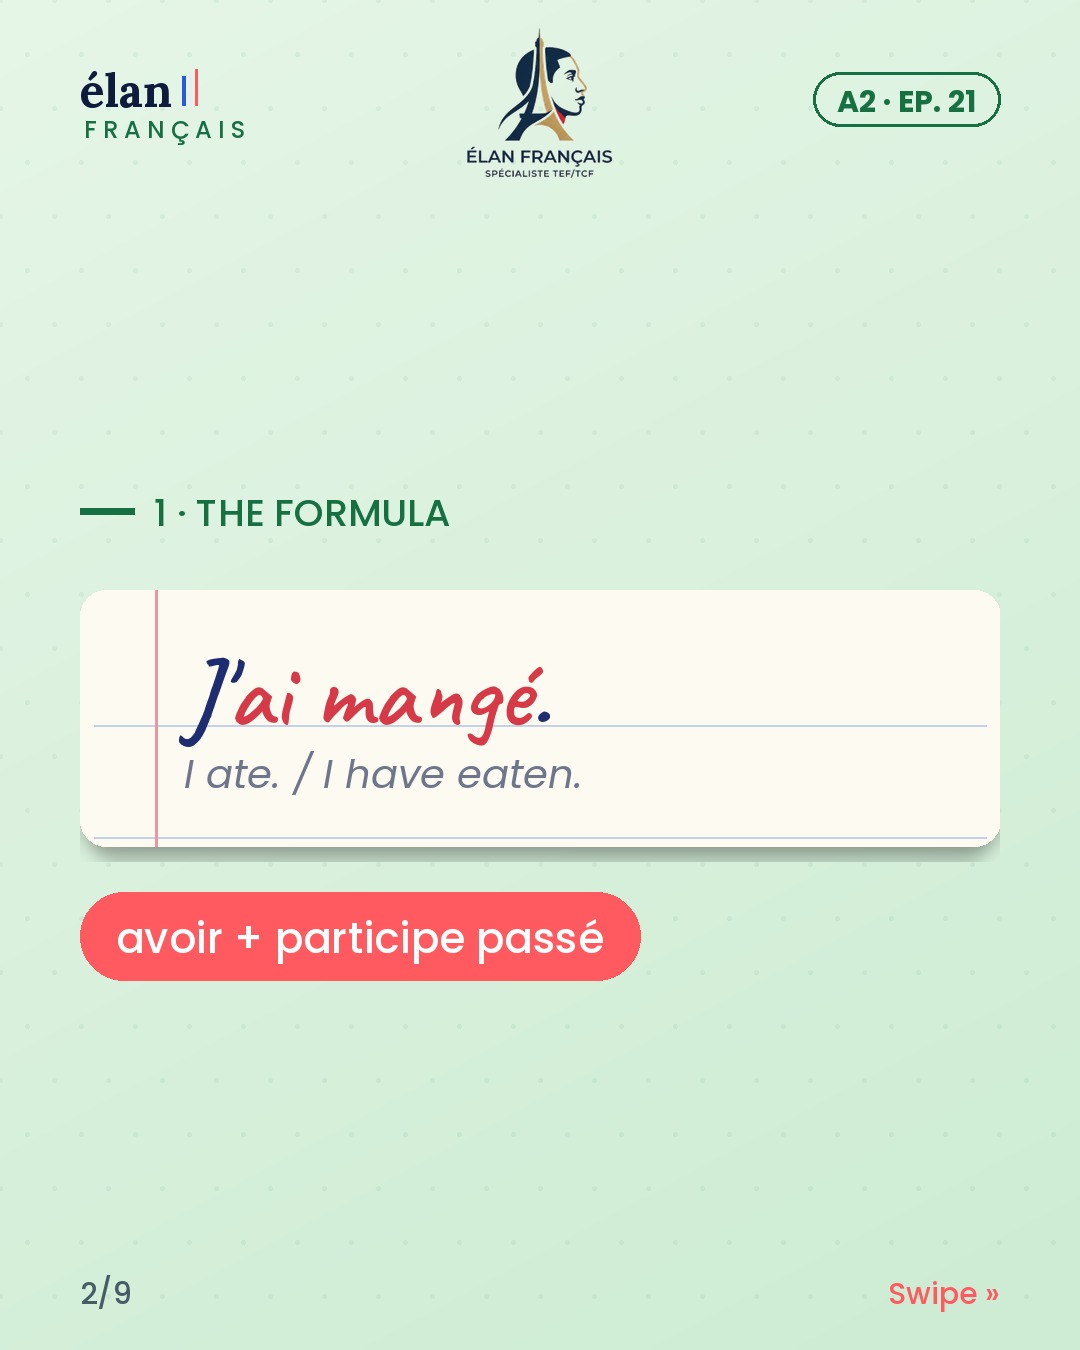 élan
FRANÇAIS
ÉLAN FRANÇAIS
SPÉCIALISTE TEF/TCF
A2 · EP. 21
1 · THE FORMULA
J'ai mangé.
I ate. / I have eaten.
avoir + participe passé
2/9
Swipe »